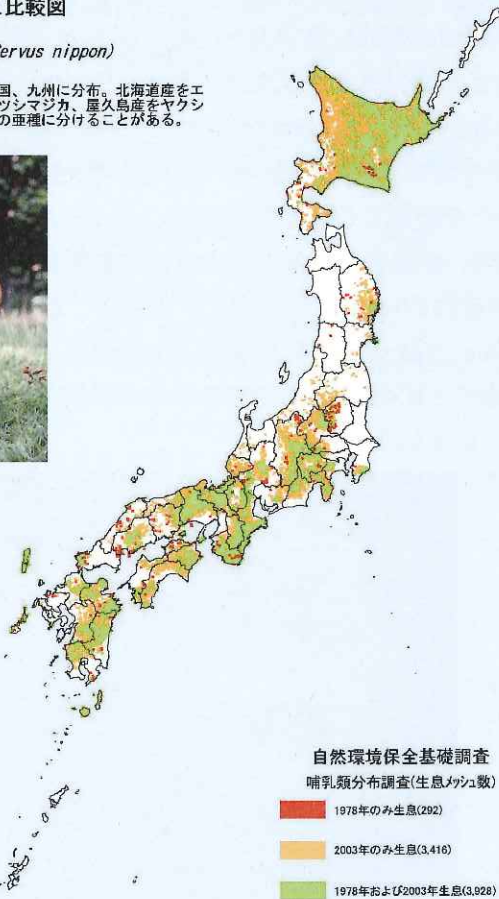 比較図
ervus nippon)
国、九州に分布。北海道産をエ
ツシマジカ、屋久島産をヤクシ
の亜種に分けることがある。
自然環境保全基礎調査
哺乳類分布調査(生息メッシュ数)
1978年のみ生息(292)
2003年のみ生息(3,416)
1978年および2003年生息(3,928)